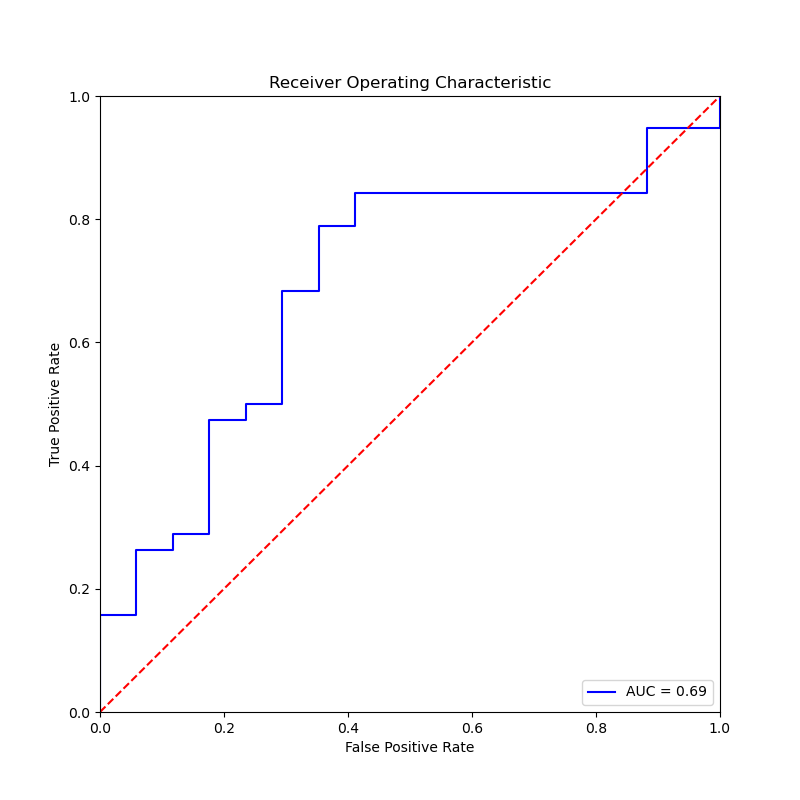 Receiver Operating Characteristic
True Positive Rate
1.0
0.8
0.6
0.4
0.2
0.0
AUC = 0.69
0.0 0.2 0.4 0.6 0.8 1.0
False Positive Rate